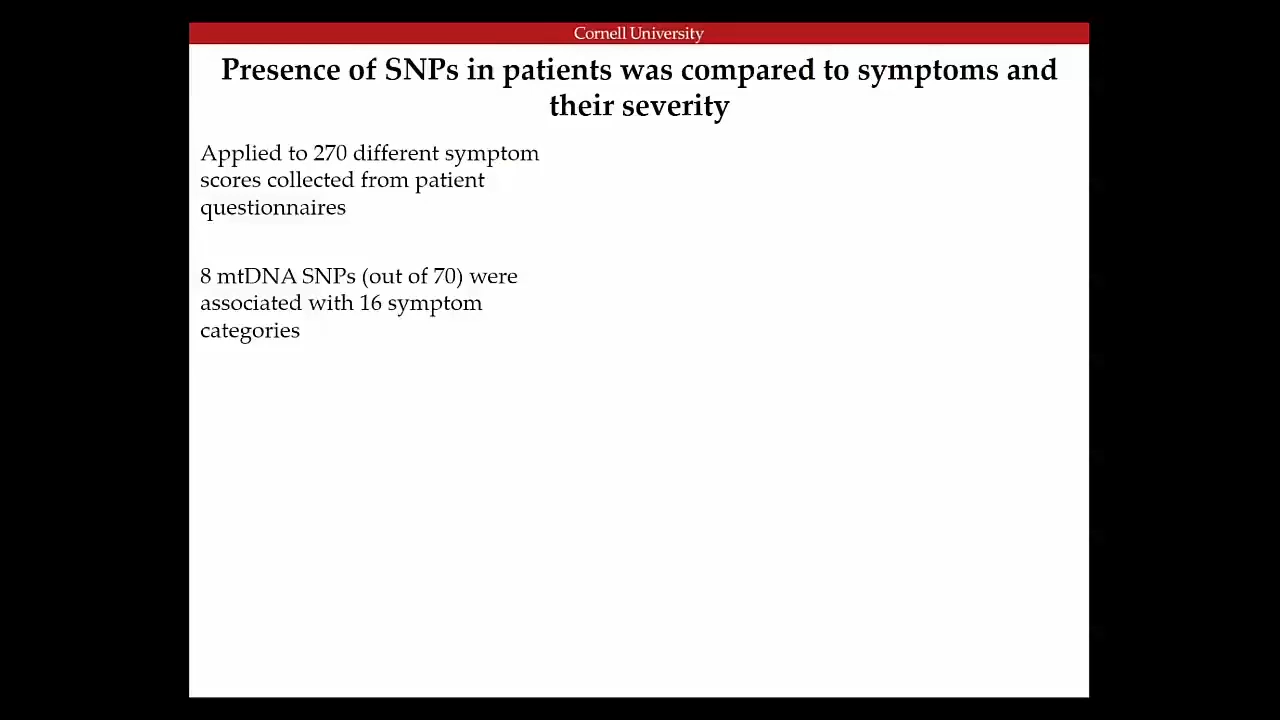 Cornell University
Presence of SNPs in patients was compared to symptoms and
their severity
Applied to 270 different symptom
scores collected from patient
questionnaires
8 mtDNA SNPs (out of 70) were
associated with 16 symptom
categories